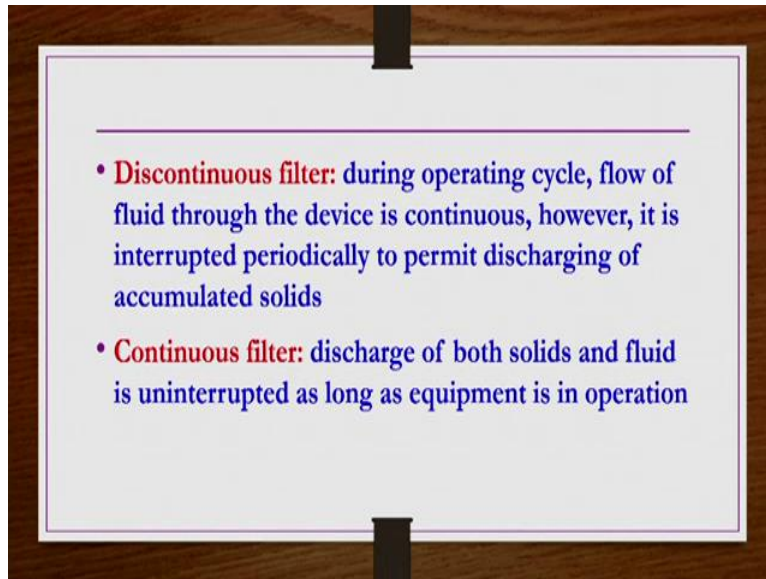 • Discontinuous filter: during operating cycle, flow of
fluid through the device is continuous, however, it is
interrupted periodically to permit discharging of
accumulated solids
• Continuous filter: discharge of both solids and fluid
is uninterrupted as long as equipment is in operation